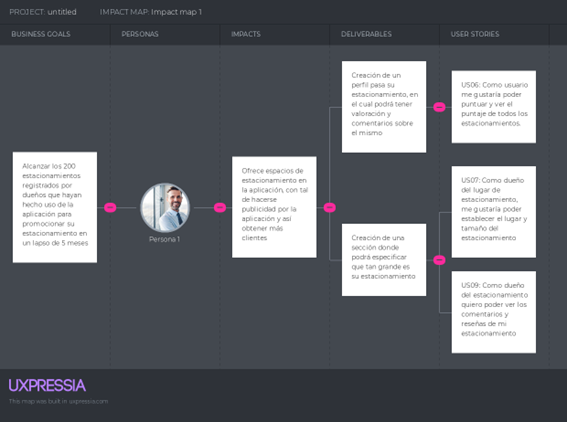 PROJECT: untitled IMPACT MAP: Impact map 1
BUSINESS GOALS PERSONAS IMPACTS DELIVERABLES USER STORIES
Alcanzar los 200
estacionamientos
registrados por
dueños que hayan
hecho uso de la
aplicación para
promocionar su
estacionamiento en
un lapso de 5 meses
Persona 1
Ofrece espacios de
estacionamiento en
la aplicación, con tal
de hacerse
publicidad por la
aplicación y así
obtener más
clientes
Creación de un
perfil pasa su
estacionamiento, en
el cual podrá tener
valoración y
comentarios sobre
el mismo
Creación de una
sección donde
podrá especificar
que tan grande es
su estacionamiento
US06: Como usuario
me gustaría poder
puntuar y ver el
puntaje de todos los
estacionamientos.
US07: Como dueño
del lugar de
estacionamiento,
me gustaría poder
establecer el lugar y
tamaño del
estacionamiento
US09: Como dueño
del estacionamiento
quiero poder ver los
comentarios y
reseñas de mi
estacionamiento
UXPRESSIA
This map was built in uxpressia.com